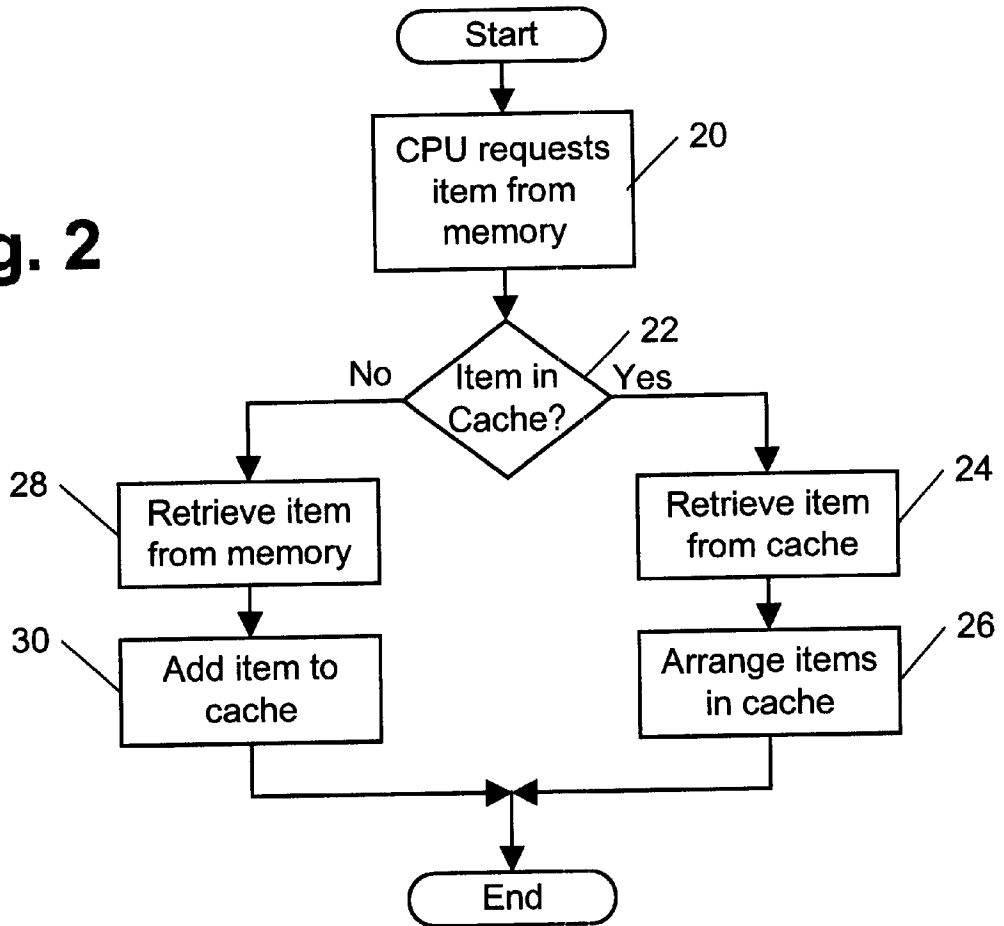 Start
CPU requests
item from
memory
20
g. 2
22
No
Item in
Cache?
Yes
28
Retrieve item
from memory
24
Retrieve item
from cache
30
Add item to
cache
26
Arrange items
in cache
End